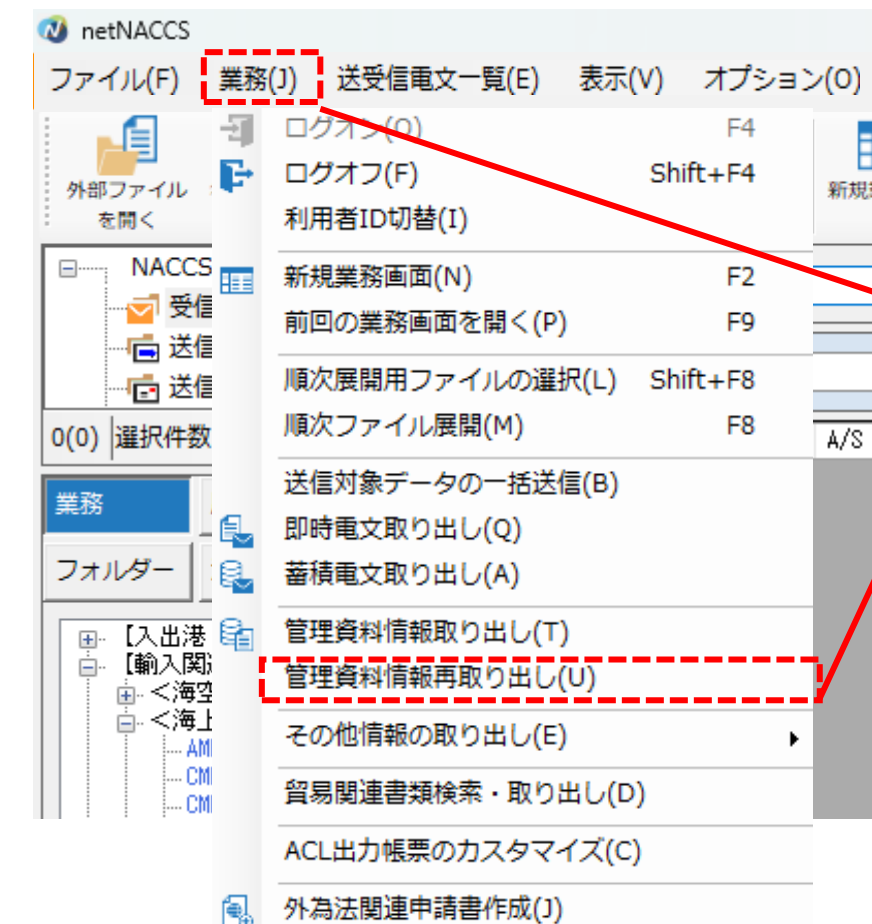 netNACCS
ファイル(F) 業務(J) 送受信電文一覧(E) 表示(V) オプション(O)
外部ファイル
を開く
新規
ログオン(O) F4
ログオフ(F) Shift+F4
利用者ID切替(I)
新規業務画面(N) F2
前回の業務画面を開く(P) F9
順次展開用ファイルの選択(L) Shift+F8
順次ファイル展開(M) F8
送信対象データの一括送信(B)
即時電文取り出し(Q)
蓄積電文取り出し(A)
管理資料情報取り出し(T)
管理資料情報再取り出し(U)
その他情報の取り出し(E)
貿易関連書類検索・取り出し(D)
ACL出力帳票のカスタマイズ(C)
外為法関連申請書作成(J)
NACCS
受信
送信
送信
0(0) 選択件数
A/S
業務
フォルダー
【入出港
【輸入関
<海空
<海上